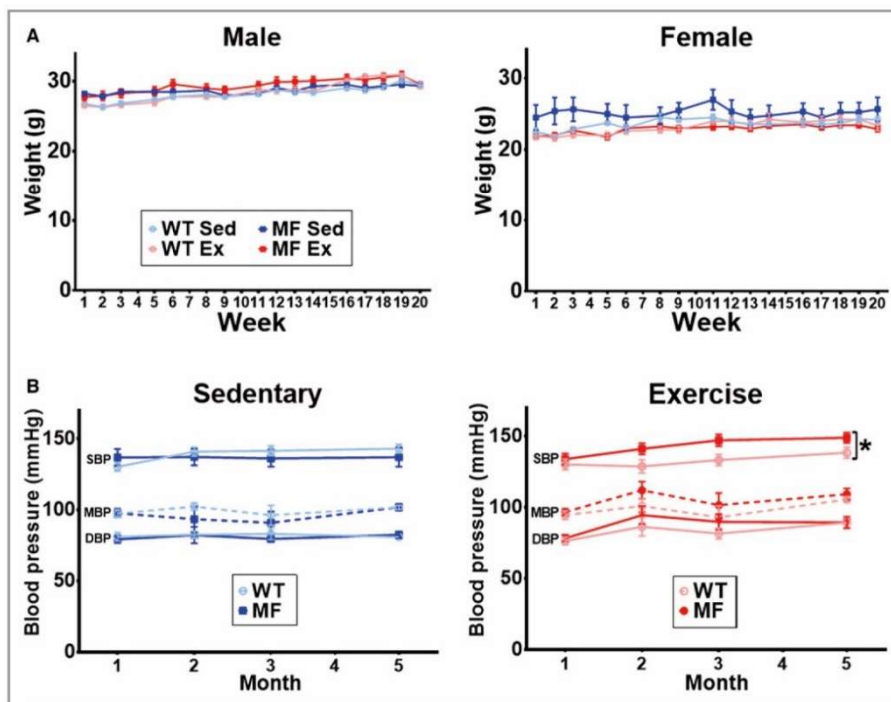 A
Male
Weight (g)
30
20
10
0
WT Sed MF Sed
WT Ex MF Ex
1 2 3 4 5 6 7 8 9 10 11 12 13 14 15 16 17 18 19 20
Week
Female
Weight (g)
30
20
10
0
1 2 3 4 5 6 7 8 9 10 11 12 13 14 15 16 17 18 19 20
Week
B
Sedentary
Blood pressure (mmHg)
150
100
50
0
SBP
MBP
DBP
WT
MF
1 2 3 4 5
Month
Exercise
Blood pressure (mmHg)
150
100
50
0
SBP
MBP
DBP
*
WT
MF
1 2 3 4 5
Month